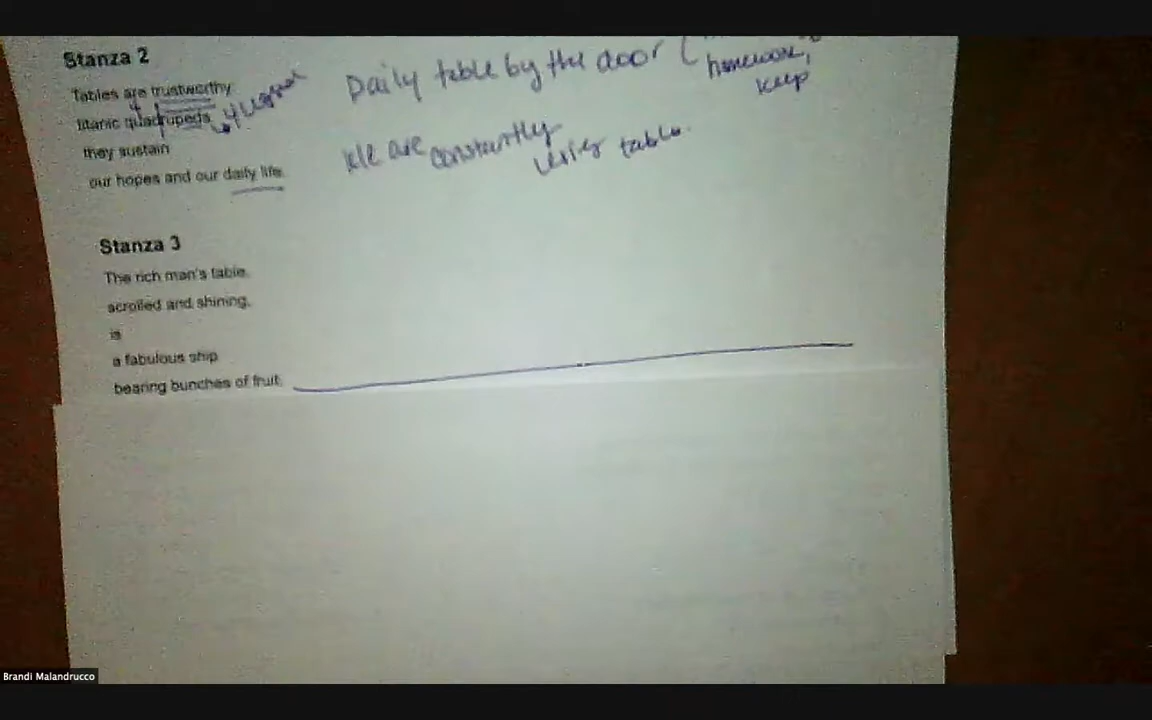 Stanza 2
Tables are trustworthy
titanic quadrupeds
4 legged
they sustain
our hopes and our daily life.
Daily table by the door (
homework,
keep
We are constantly
using tables.
Stanza 3
The rich man's table,
scrolled and shining,
is
a fabulous ship
bearing bunches of fruit.
Brandi Malandrucco